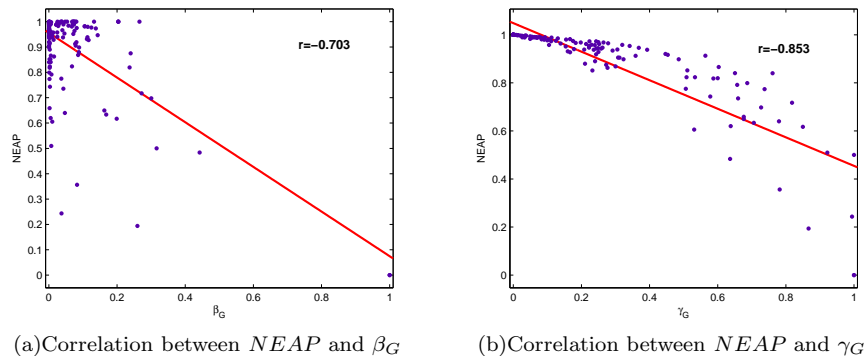 1
0.9
0.8
0.7
0.6
0.5
0.4
0.3
0.2
0.1
0
NEAP
r=−0.703
0 0.2 0.4 0.6 0.8 1
β_G
(a)Correlation between NEAP and β_G
1.2
1
0.8
0.6
0.4
0.2
0
NEAP
r=−0.853
0 0.2 0.4 0.6 0.8 1
γ_G
(b)Correlation between NEAP and γ_G